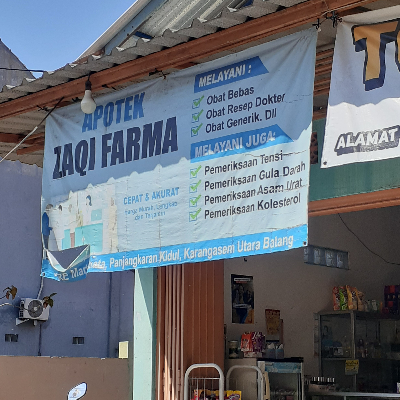 APOTEK
ZAQI FARMA
MELAYANI :
Obat Bebas
Obat Resep Dokter
Obat Generik. Dll
MELAYANI JUGA:
Pemeriksaan Tensi
Pemeriksaan Gula Darah
Pemeriksaan Asam Urat
Pemeriksaan Kolesterol
CEPAT & AKURAT
Panjangkaran Kidul, Karangasem Utara Batang
ALAMAT